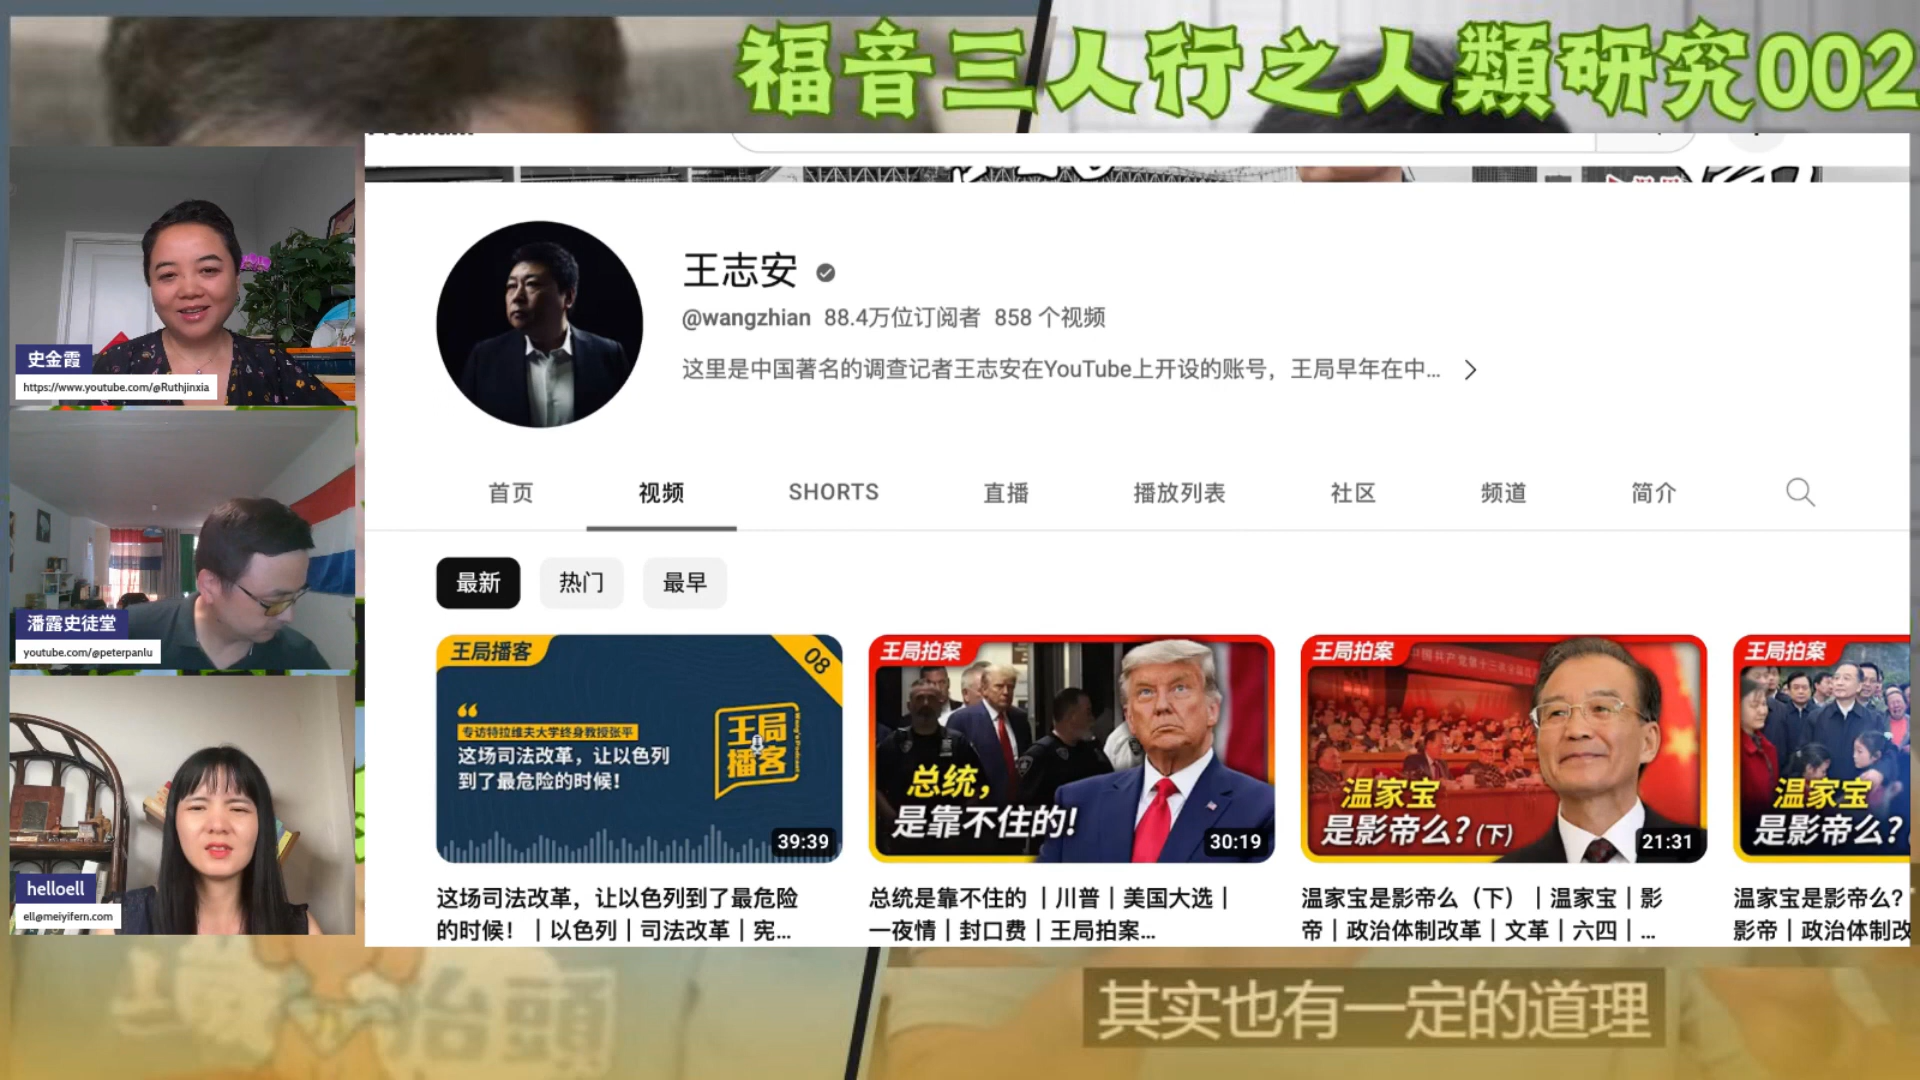 福音三人行之人類研究002
史金霞
https://www.youtube.com/@Ruthjinxia
潘露史徒堂
youtube.com/@peterpanlu
helloell
ell@meiyifern.com
王志安
@wangzhian 88.4万位订阅者 858 个视频
这里是中国著名的调查记者王志安在YouTube上开设的账号，王局早年在中...
首页 视频 SHORTS 直播 播放列表 社区 频道 简介
最新 热门 最早
王局播客
08
专访特拉维夫大学终身教授张平
这场司法改革，让以色列
到了最危险的时候！
王局
播客
39:39
这场司法改革，让以色列到了最危险
的时候！｜以色列｜司法改革｜宪...
王局拍案
总统，
是靠不住的！
30:19
总统是靠不住的 ｜川普｜美国大选｜
一夜情｜封口费｜王局拍案...
王局拍案
温家宝
是影帝么？(下)
21:31
温家宝是影帝么（下）｜温家宝｜影
帝｜政治体制改革｜文革｜六四｜...
王局拍案
温家宝
是影帝么？
温家宝是影帝么？
影帝｜政治体制改
其实也有一定的道理